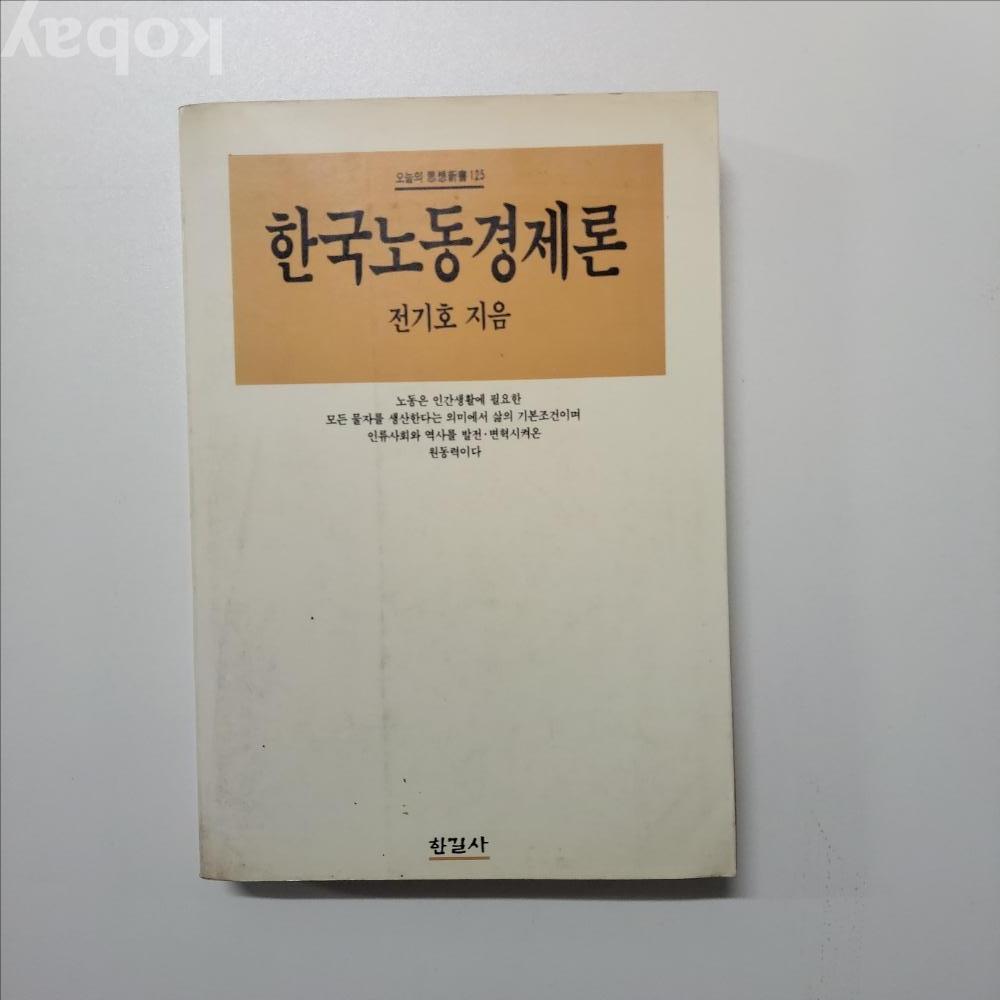 kobay
오늘의 思想新書 125
한국노동경제론
전기호 지음
노동은 인간생활에 필요한
모든 물자를 생산한다는 의미에서 삶의 기본조건이며
인류사회와 역사를 발전·변혁시켜온
원동력이다
한길사